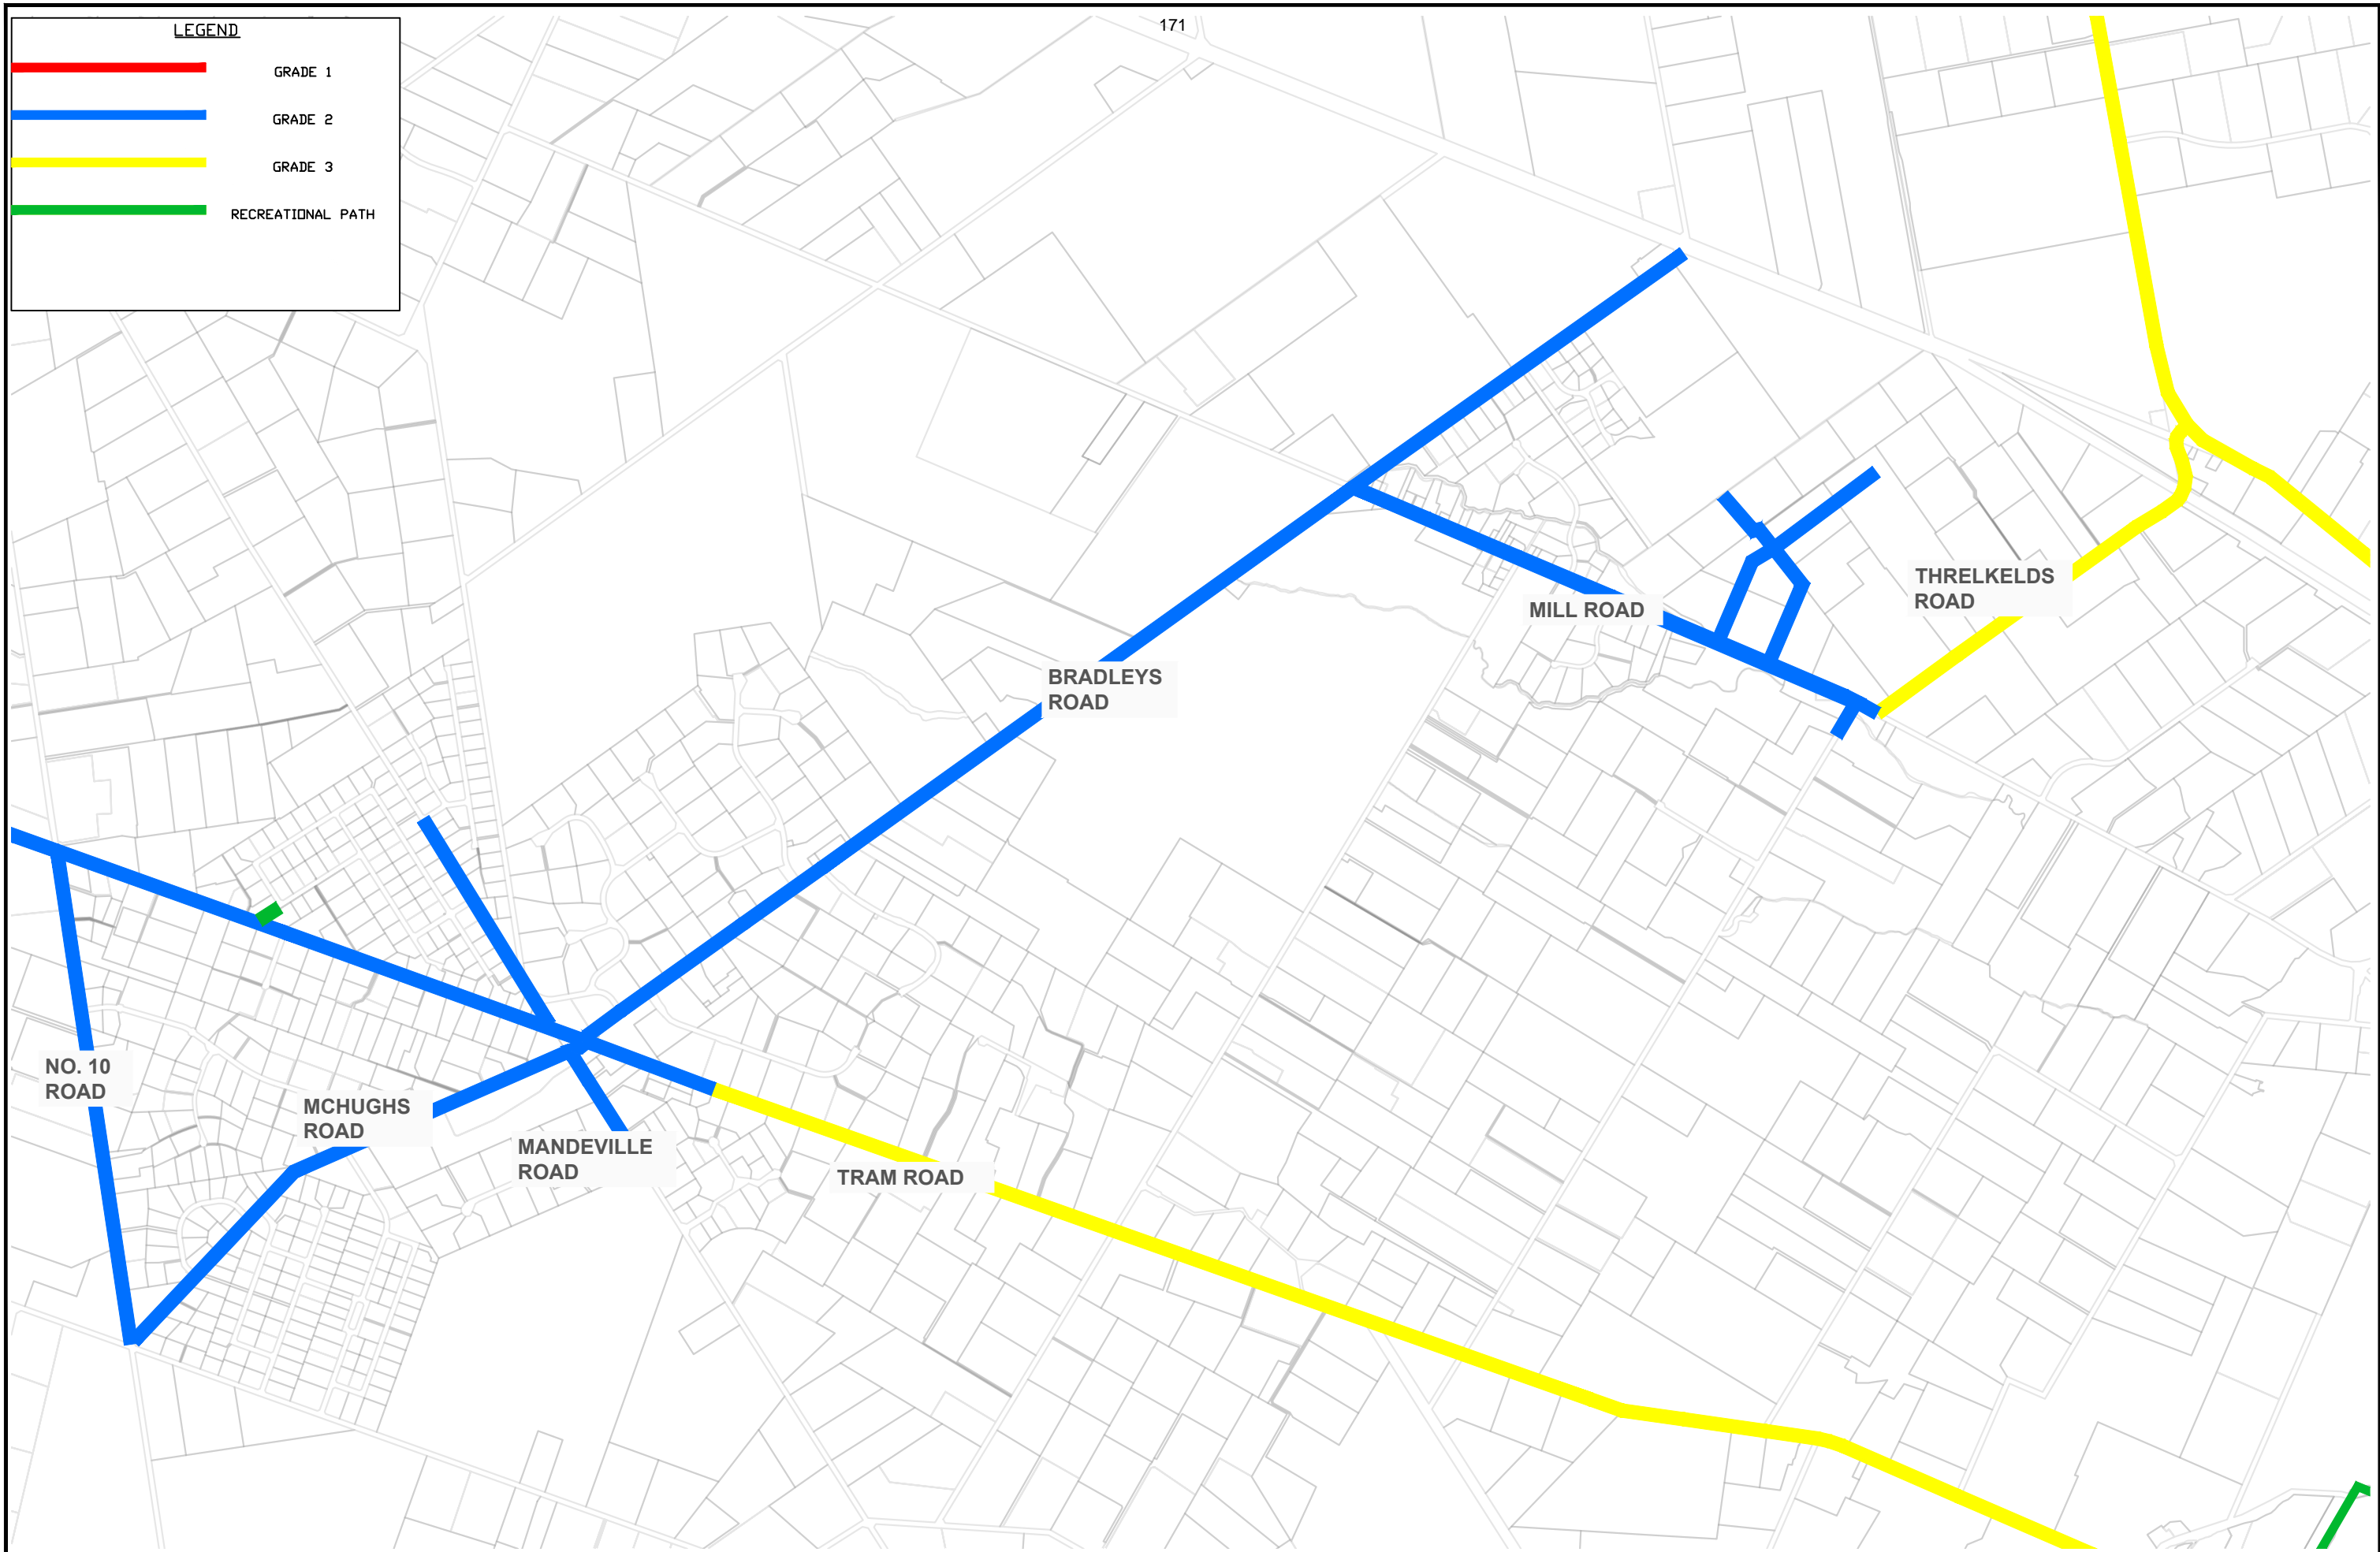 171
LEGEND
GRADE 1
GRADE 2
GRADE 3
RECREATIONAL PATH
THRELKELDS
ROAD
MILL ROAD
BRADLEYS
ROAD
NO. 10
ROAD
MCHUGHS
ROAD
MANDEVILLE
ROAD
TRAM ROAD